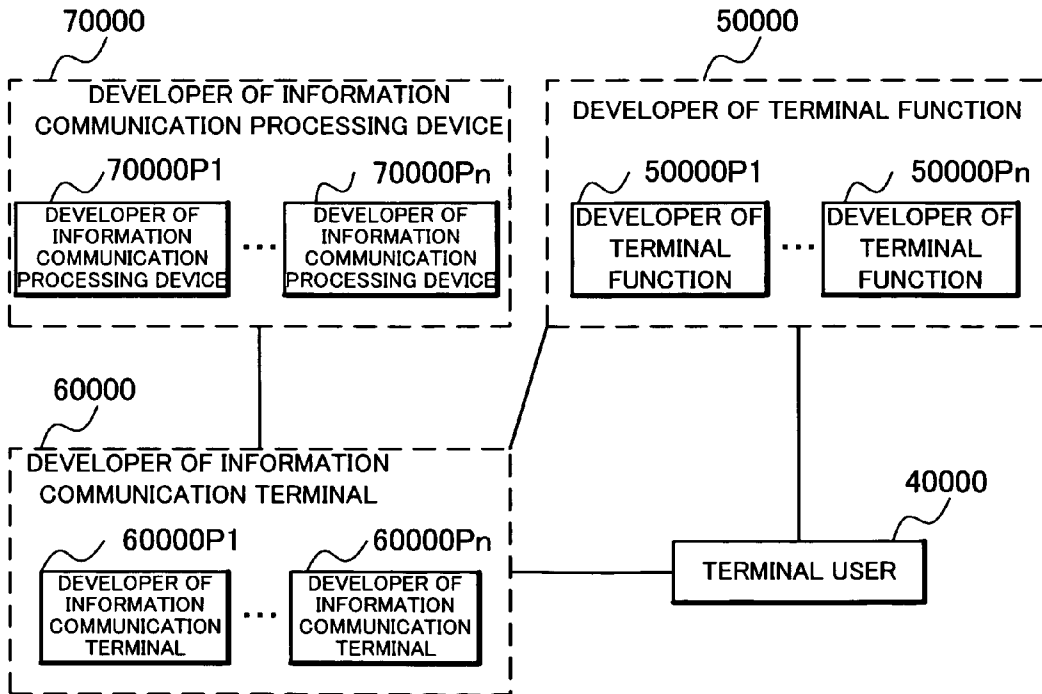 70000
DEVELOPER OF INFORMATION
COMMUNICATION PROCESSING DEVICE
70000P1
DEVELOPER OF
INFORMATION
COMMUNICATION
PROCESSING DEVICE
...
70000Pn
DEVELOPER OF
INFORMATION
COMMUNICATION
PROCESSING DEVICE
50000
DEVELOPER OF TERMINAL FUNCTION
50000P1
DEVELOPER OF
TERMINAL
FUNCTION
...
50000Pn
DEVELOPER OF
TERMINAL
FUNCTION
60000
DEVELOPER OF INFORMATION
COMMUNICATION TERMINAL
60000P1
DEVELOPER OF
INFORMATION
COMMUNICATION
TERMINAL
...
60000Pn
DEVELOPER OF
INFORMATION
COMMUNICATION
TERMINAL
40000
TERMINAL USER